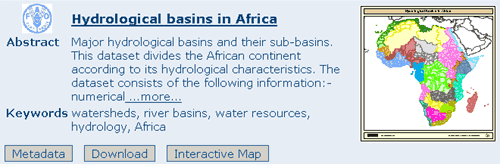 Hydrological basins in Africa
Abstract Major hydrological basins and their sub-basins.
This dataset divides the African continent
according to its hydrological characteristics. The
dataset consists of the following information:-
numerical ...more...
Keywords watersheds, river basins, water resources,
hydrology, Africa
Metadata Download Interactive Map